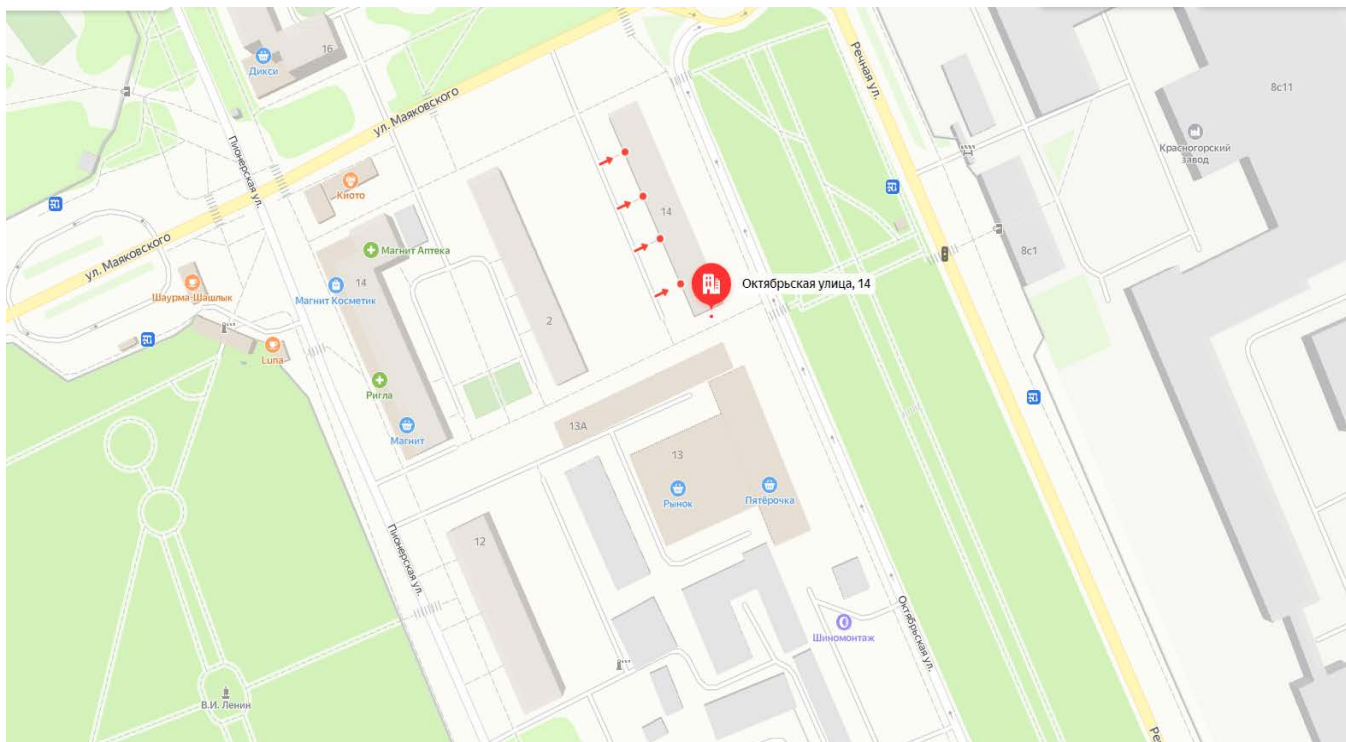 16
Дикси
ул. Маяковского
Речная ул.
8с11
Красногорский
завод
Пионерская ул.
Киото
14
Магнит Аптека
8с1
ул. Маяковского
14
Магнит Косметик
Октябрьская улица, 14
Шаурма-Шашлык
2
Luna
Ригла
Магнит
13А
13
Рынок
Пятёрочка
12
Пионерская ул.
Октябрьская ул.
Шиномонтаж
В.И. Ленин
Ре